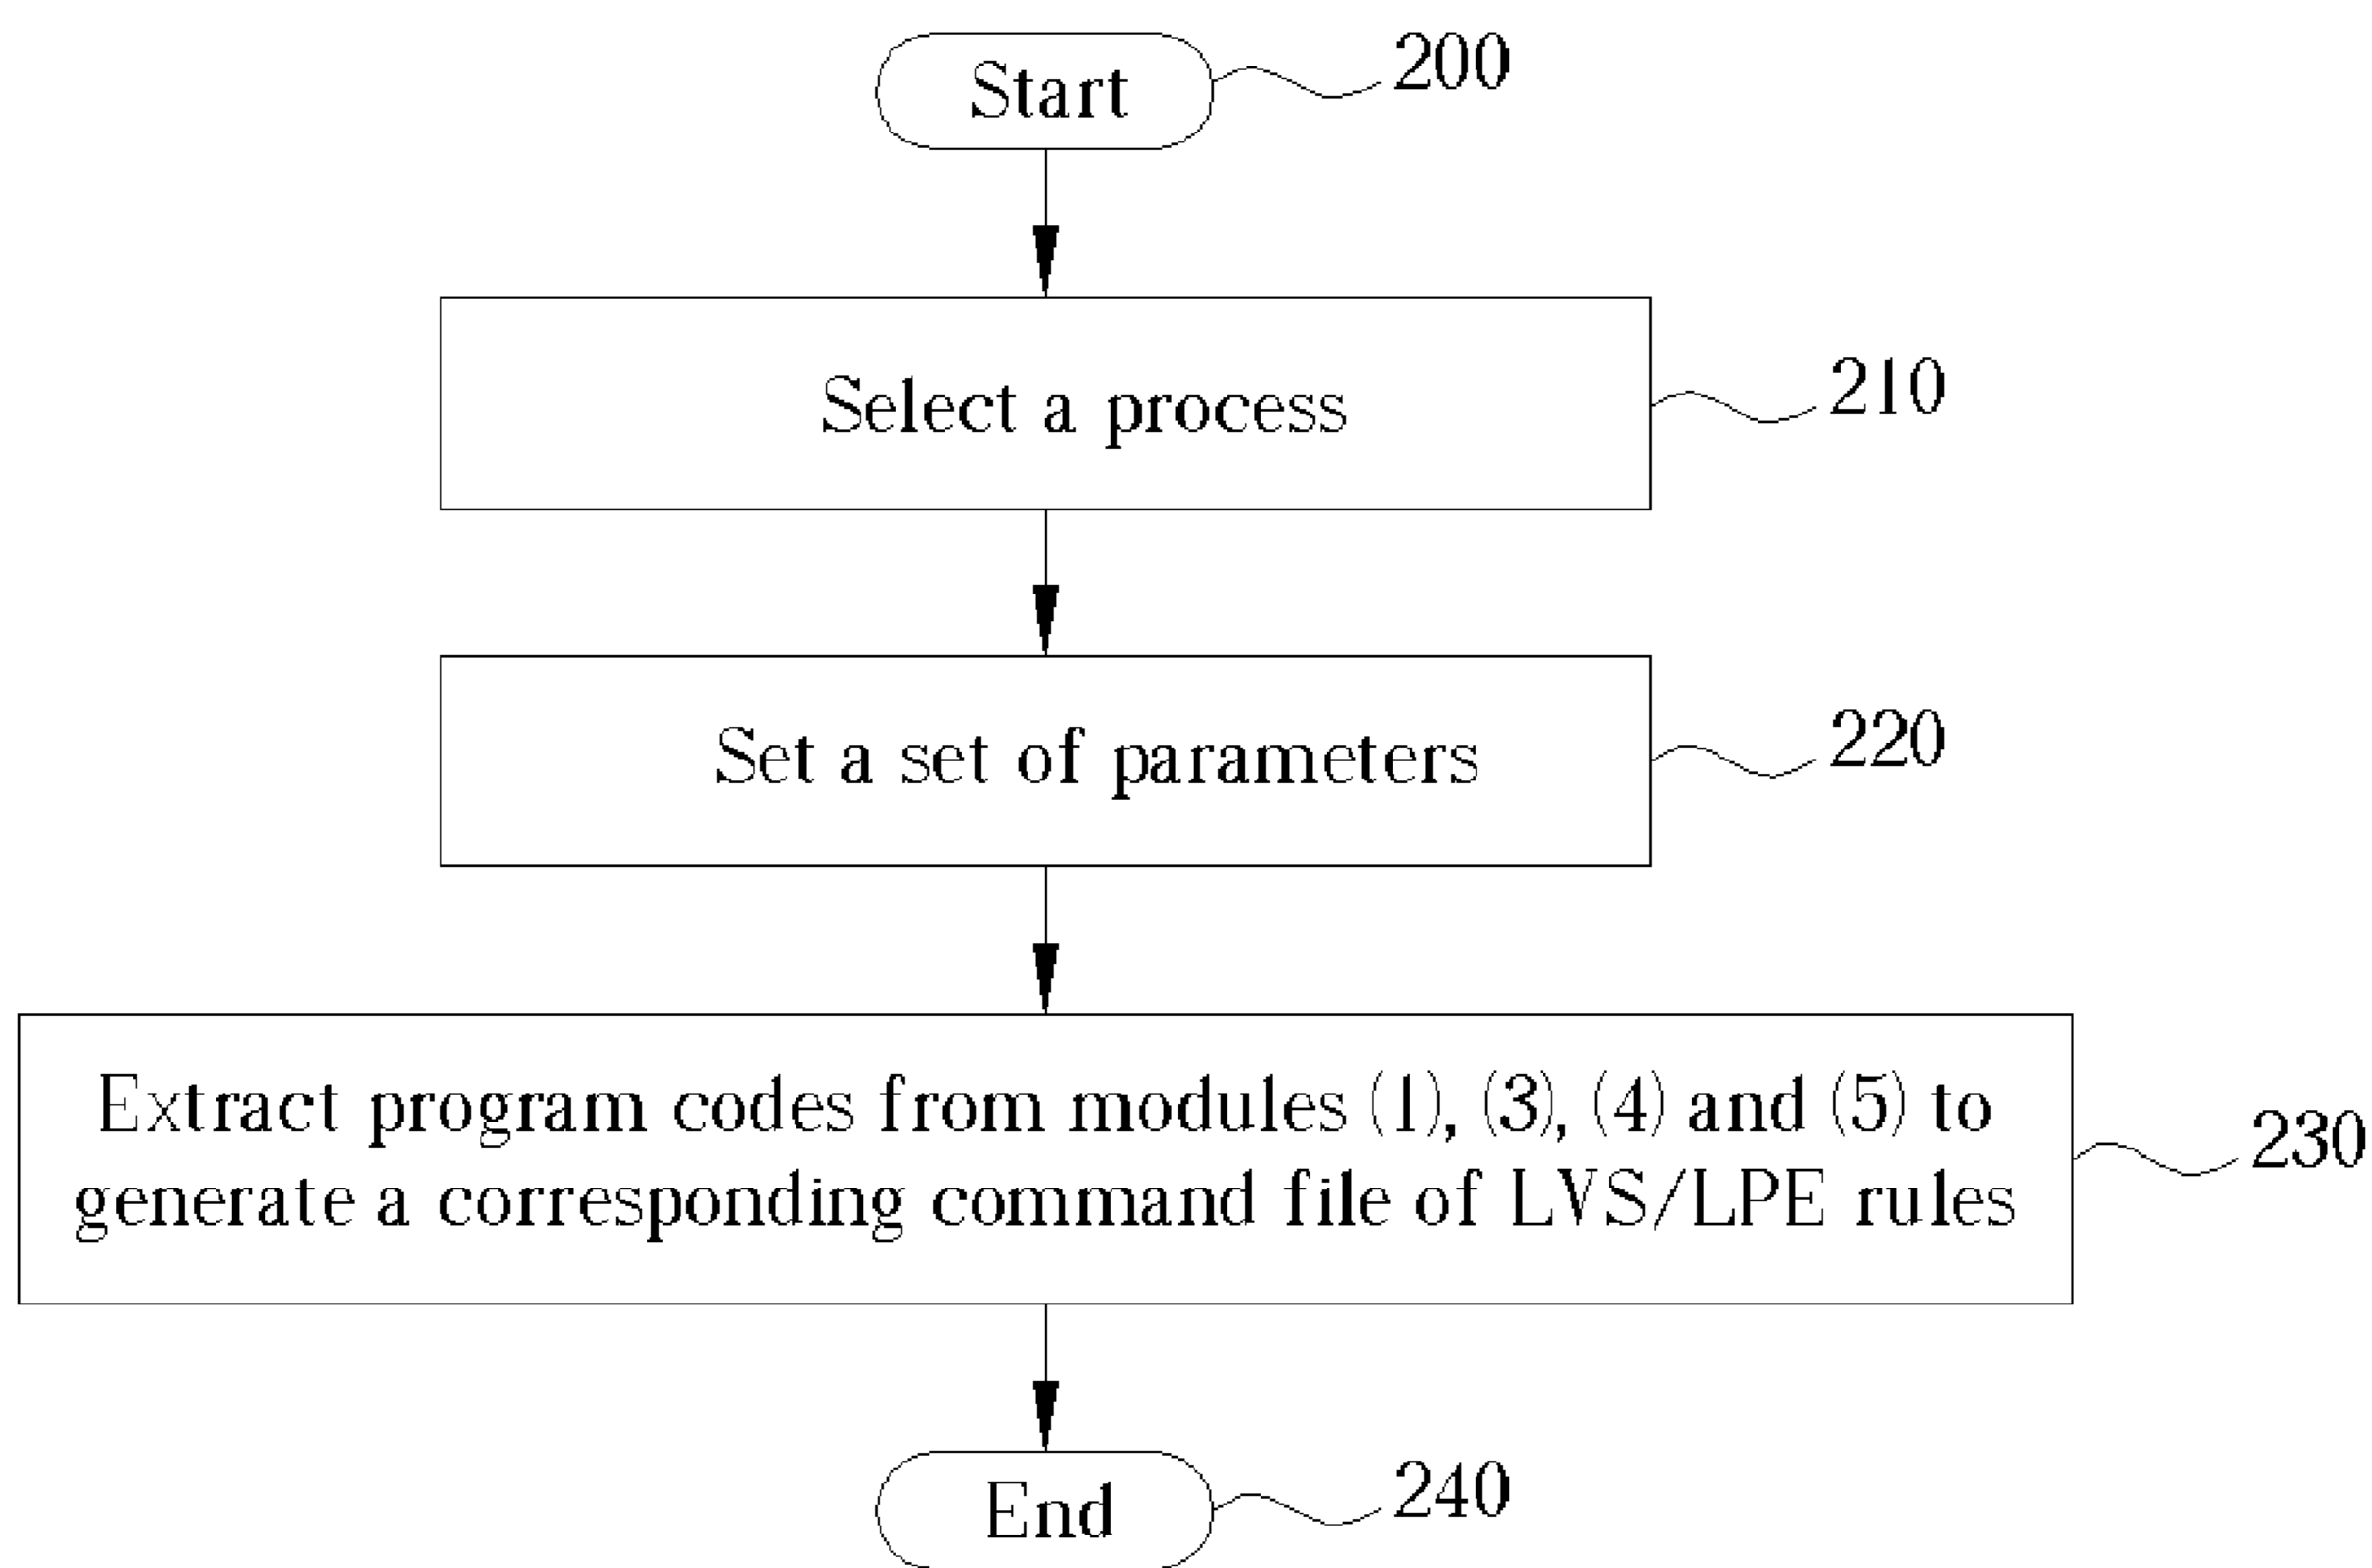 Start
200
Select a process
210
Set a set of parameters
220
Extract program codes from modules (1), (3), (4) and (5) to
generate a corresponding command file of LVS/LPE rules
230
End
240